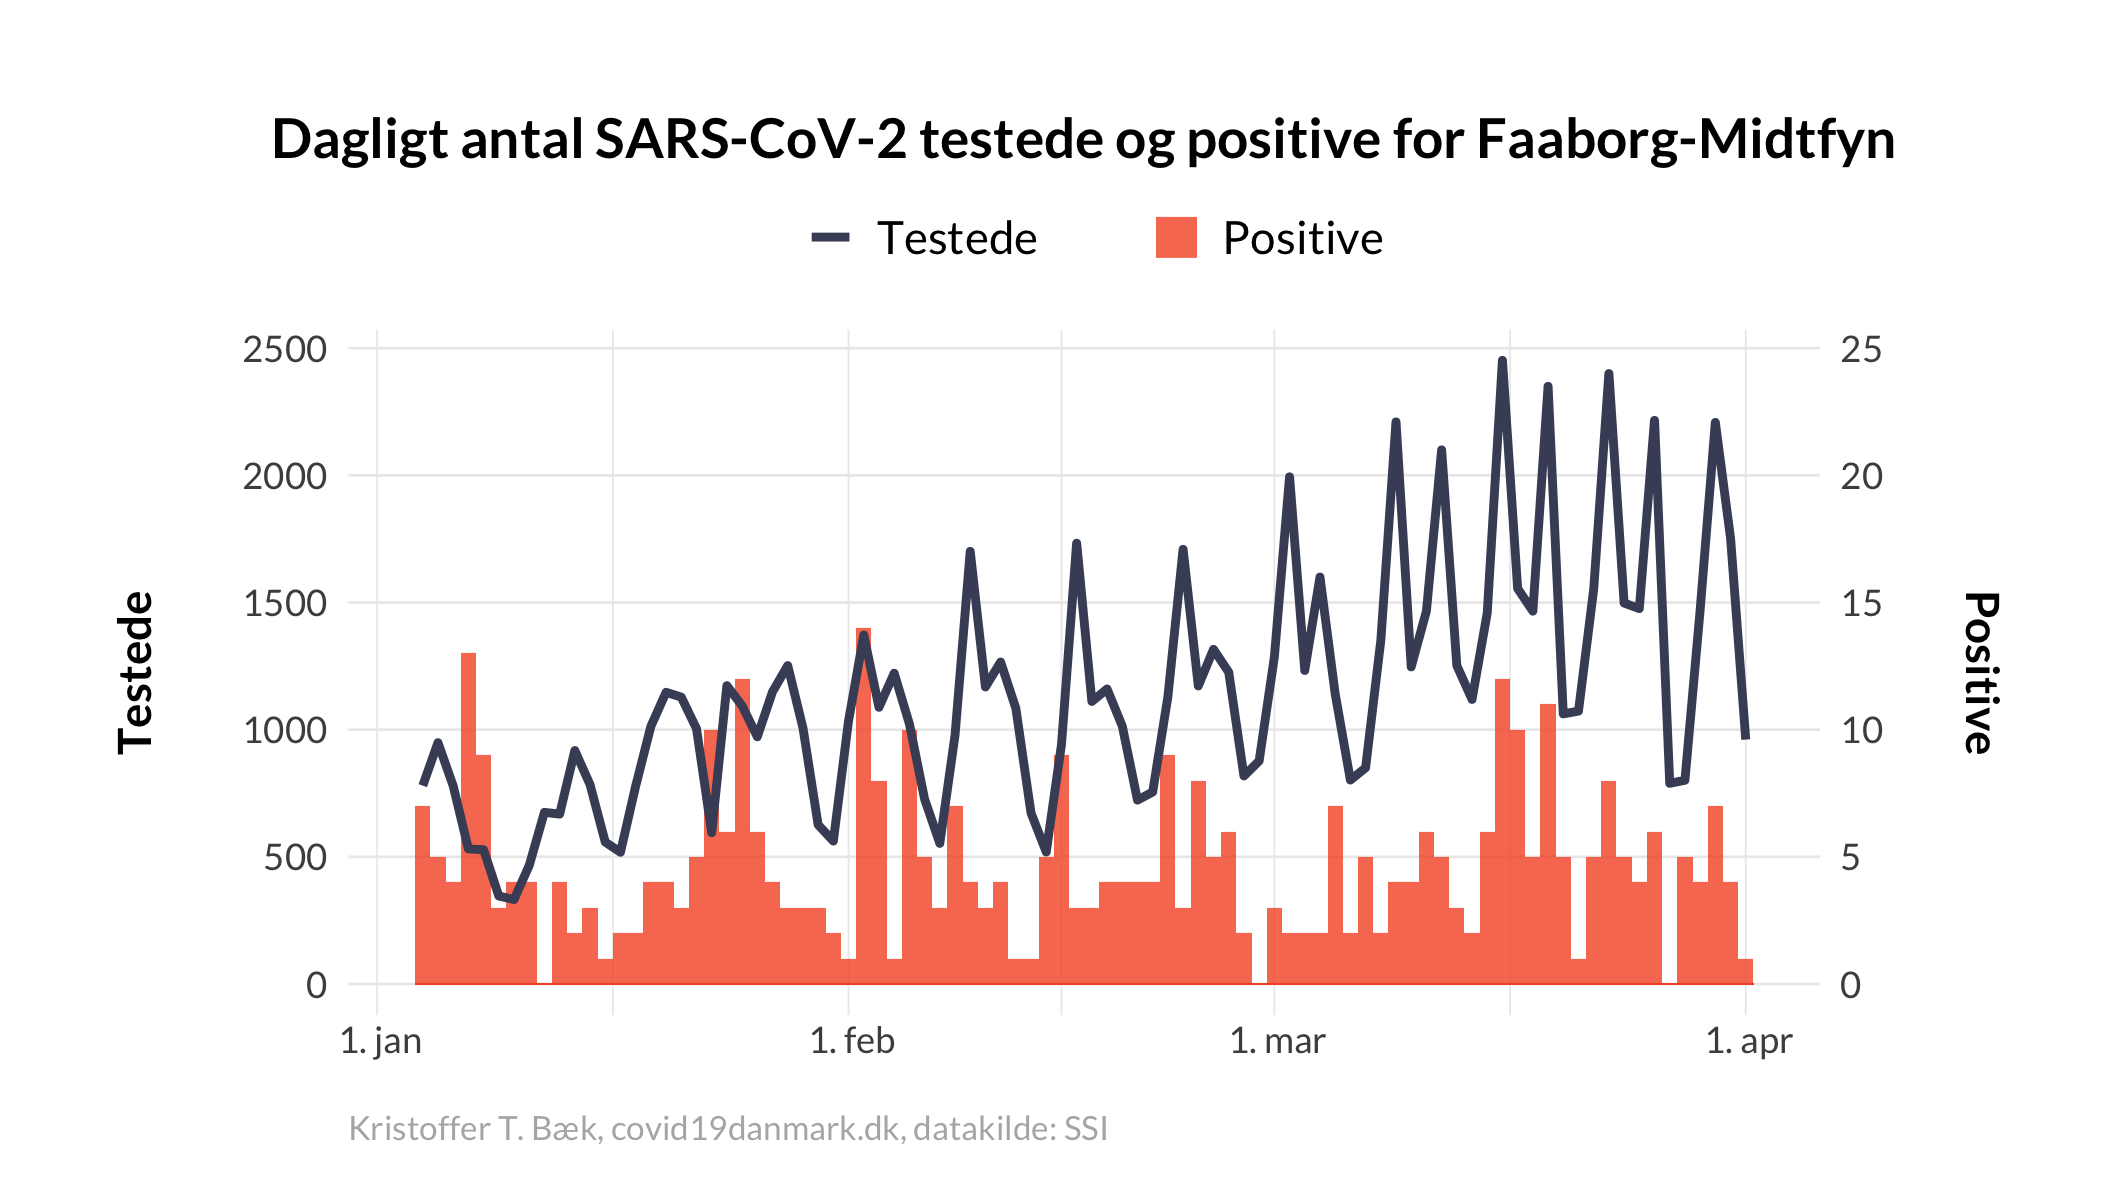 Dagligt antal SARS-CoV-2 testede og positive for Faaborg-Midtfyn
Testede
Positive
2500
2000
1500
1000
500
0
Testede
25
20
15
10
5
0
Positive
1. jan
1. feb
1. mar
1. apr
Kristoffer T. Bæk, covid19danmark.dk, datakilde: SSI